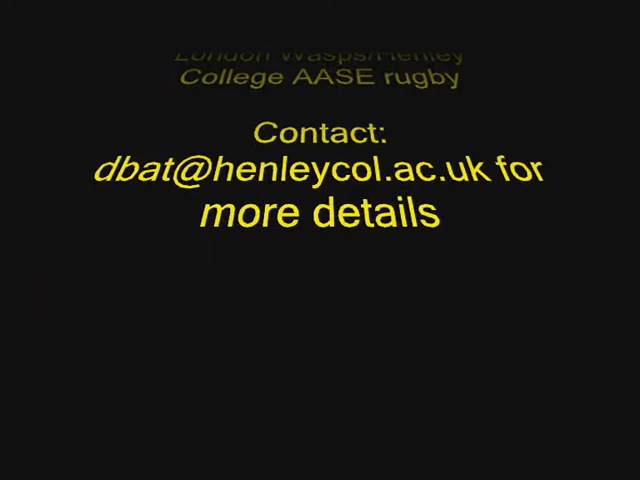 London Wasps/Henley
College AASE rugby
Contact:
dbat@henleycol.ac.uk for
more details